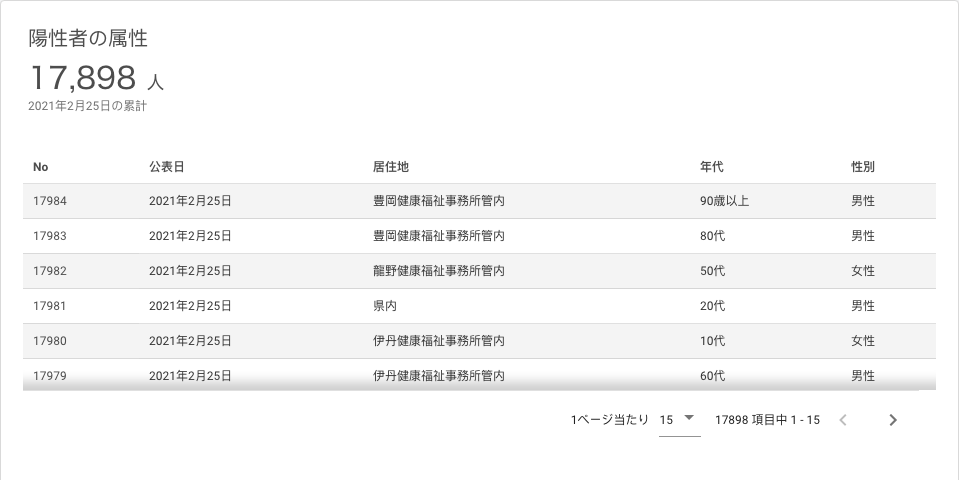 陽性者の属性
17,898 人
2021年2月25日の累計
No 公表日 居住地 年代 性別
17984 2021年2月25日 豊岡健康福祉事務所管内 90歳以上 男性
17983 2021年2月25日 豊岡健康福祉事務所管内 80代 男性
17982 2021年2月25日 龍野健康福祉事務所管内 50代 女性
17981 2021年2月25日 県内 20代 男性
17980 2021年2月25日 伊丹健康福祉事務所管内 10代 女性
17979 2021年2月25日 伊丹健康福祉事務所管内 60代 男性
1ページ当たり 15 17898 項目中 1 - 15